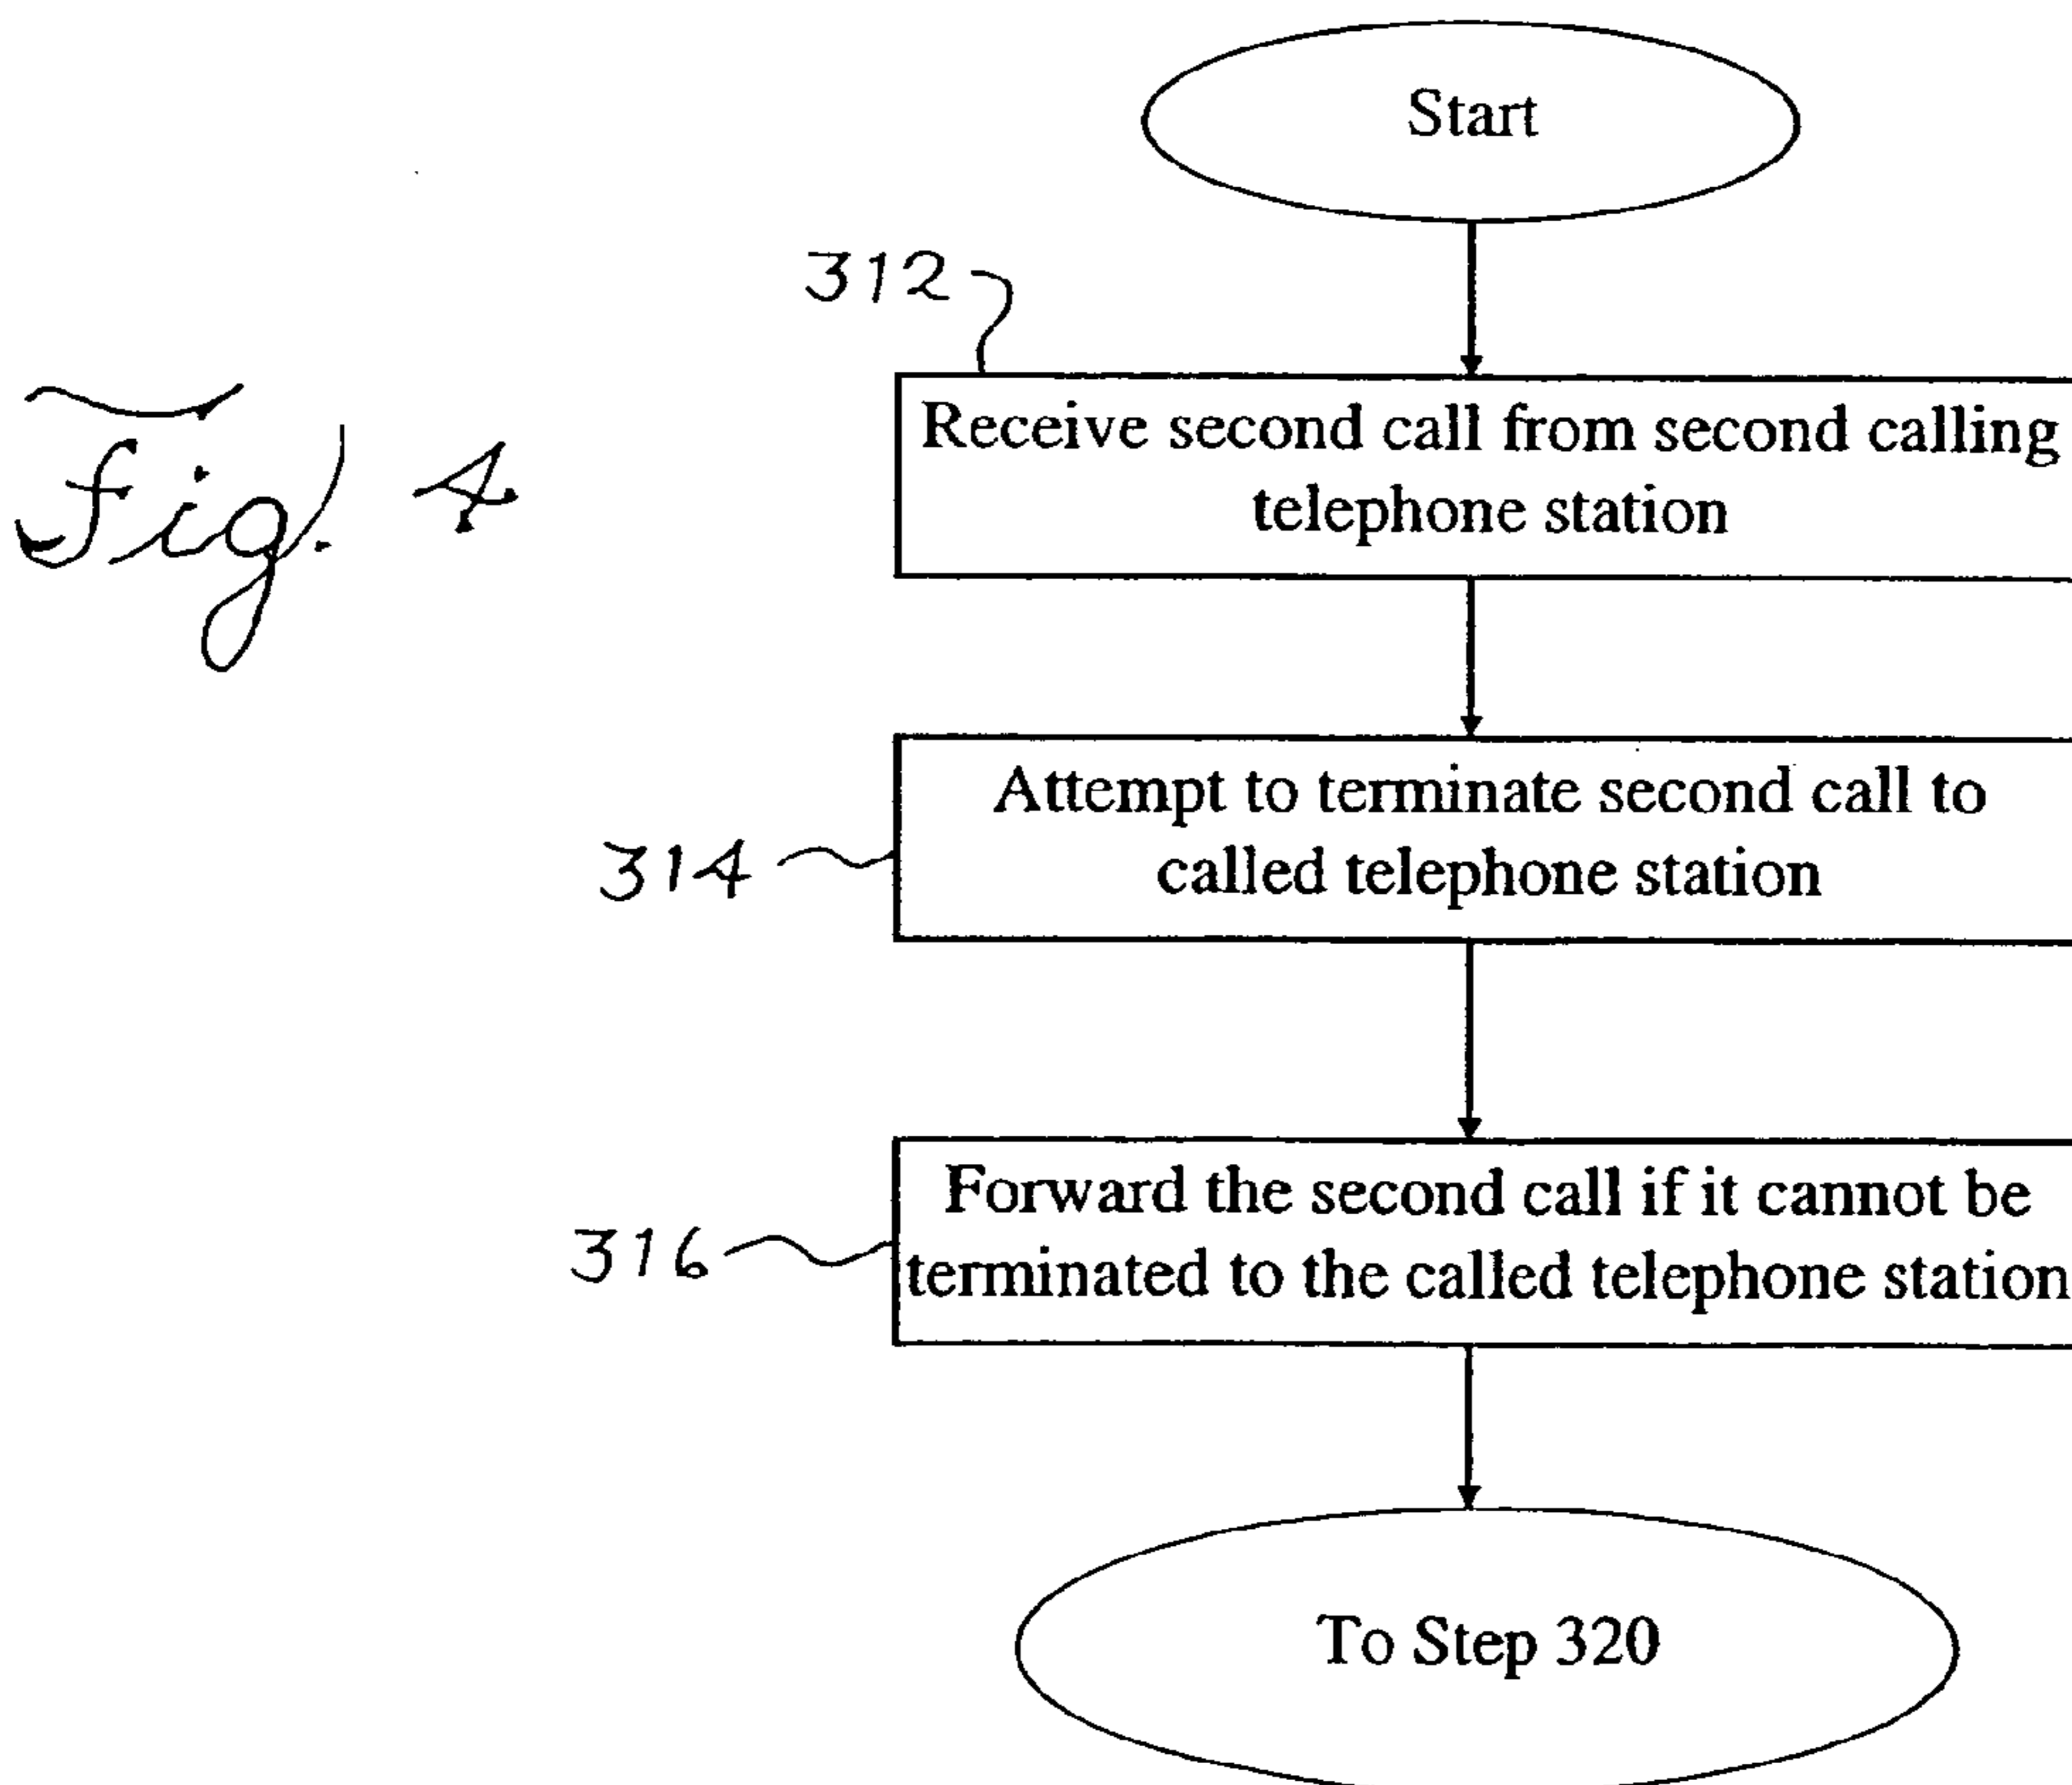 Start
312
Fig. 4
Receive second call from second calling
telephone station
314
Attempt to terminate second call to
called telephone station
316
Forward the second call if it cannot be
terminated to the called telephone station
To Step 320